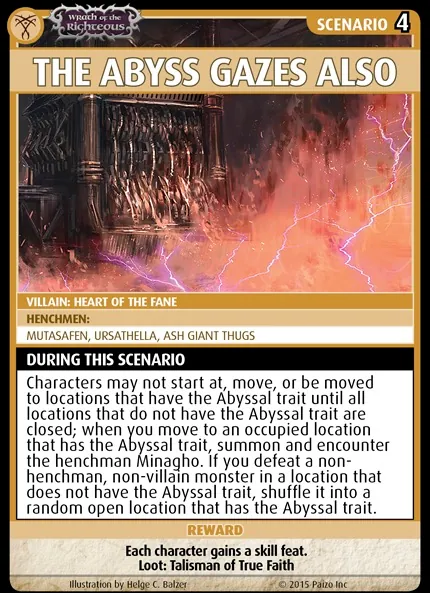 Wrath of the
Righteous
SCENARIO 4
THE ABYSS GAZES ALSO
VILLAIN: HEART OF THE FANE
HENCHMEN:
MUTASAFEN, URSATHELLA, ASH GIANT THUGS
DURING THIS SCENARIO
Characters may not start at, move, or be moved
to locations that have the Abyssal trait until all
locations that do not have the Abyssal trait are
closed; when you move to an occupied location
that has the Abyssal trait, summon and encounter
the henchman Minagho. If you defeat a non-
henchman, non-villain monster in a location that
does not have the Abyssal trait, shuffle it into a
random open location that has the Abyssal trait.
REWARD
Each character gains a skill feat.
Loot: Talisman of True Faith
Illustration by Helge C. Balzer © 2015 Paizo Inc